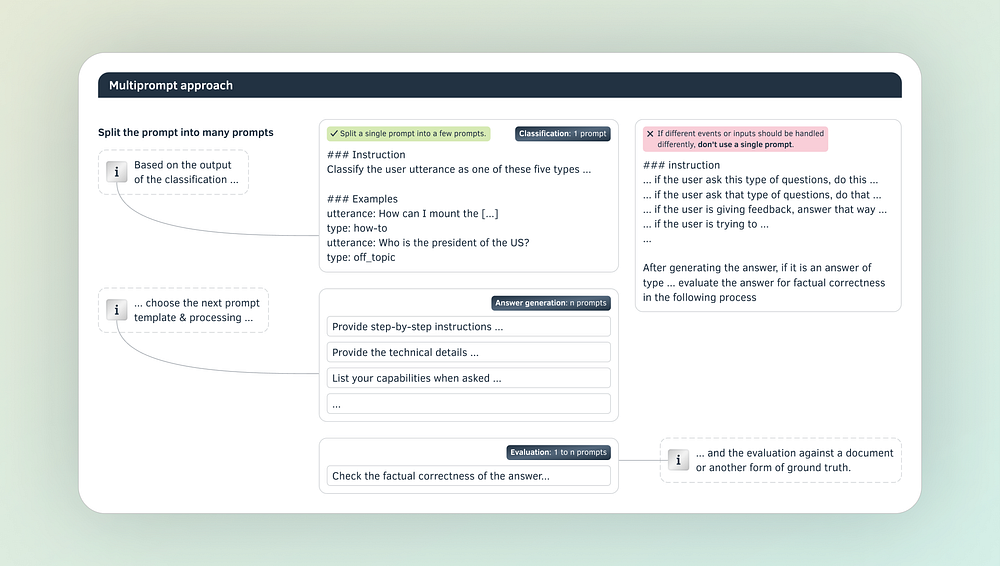 Multiprompt approach
Split the prompt into many prompts
Based on the output
of the classification ...
Split a single prompt into a few prompts.
Classification: 1 prompt
### Instruction
Classify the user utterance as one of these five types ...
### Examples
utterance: How can I mount the [...]
type: how-to
utterance: Who is the president of the US?
type: off_topic
If different events or inputs should be handled
differently, don't use a single prompt.
### instruction
... if the user ask this type of questions, do this ...
... if the user ask that type of questions, do that ...
... if the user is giving feedback, answer that way ...
... if the user is trying to ...
...
After generating the answer, if it is an answer of
type ... evaluate the answer for factual correctness
in the following process
... choose the next prompt
template & processing ...
Answer generation: n prompts
Provide step-by-step instructions ...
Provide the technical details ...
List your capabilities when asked ...
...
Evaluation: 1 to n prompts
Check the factual correctness of the answer...
... and the evaluation against a document
or another form of ground truth.